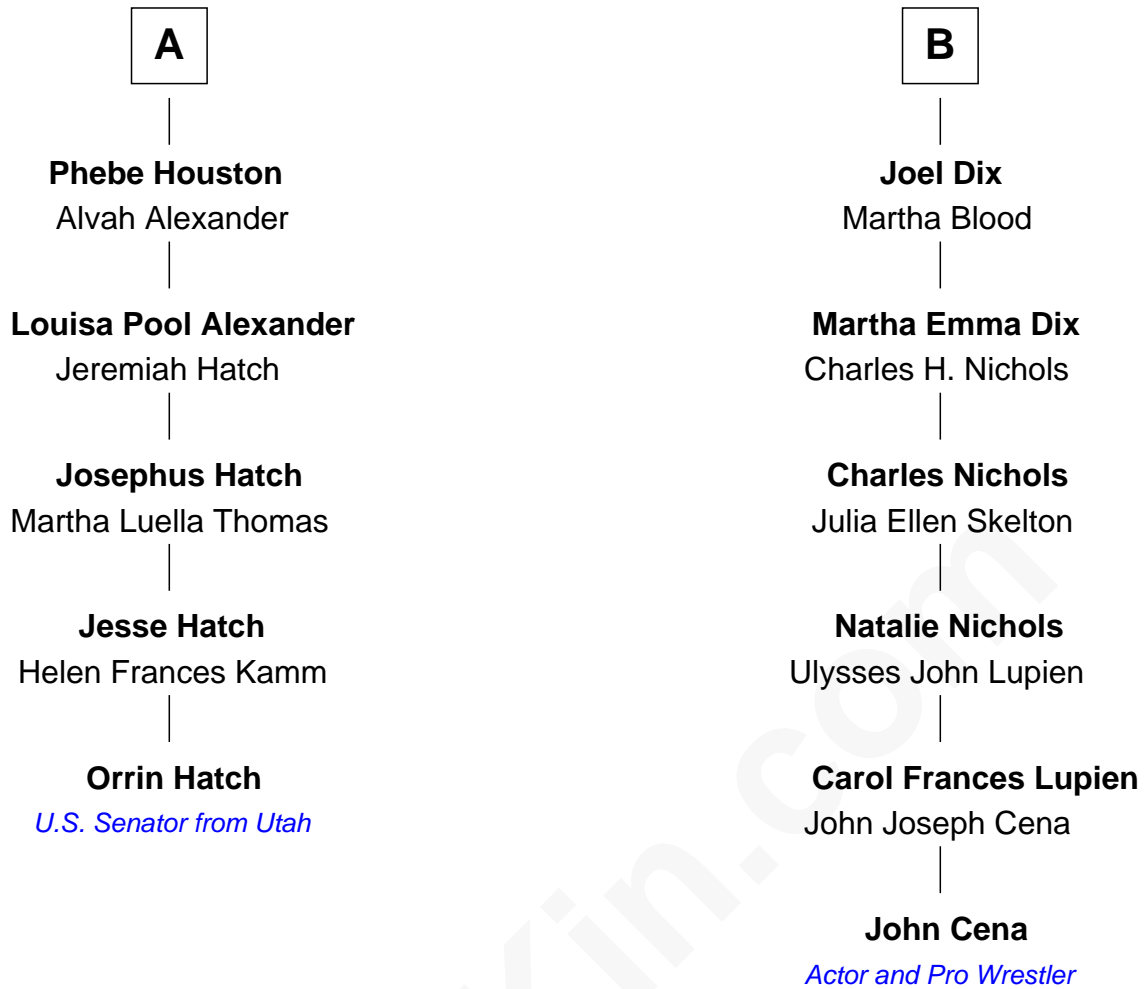 A
Phebe Houston
Alvah Alexander
Louisa Pool Alexander
Jeremiah Hatch
Josephus Hatch
Martha Luella Thomas
Jesse Hatch
Helen Frances Kamm
Orrin Hatch
U.S. Senator from Utah
B
Joel Dix
Martha Blood
Martha Emma Dix
Charles H. Nichols
Charles Nichols
Julia Ellen Skelton
Natalie Nichols
Ulysses John Lupien
Carol Frances Lupien
John Joseph Cena
John Cena
Actor and Pro Wrestler
Kin.com